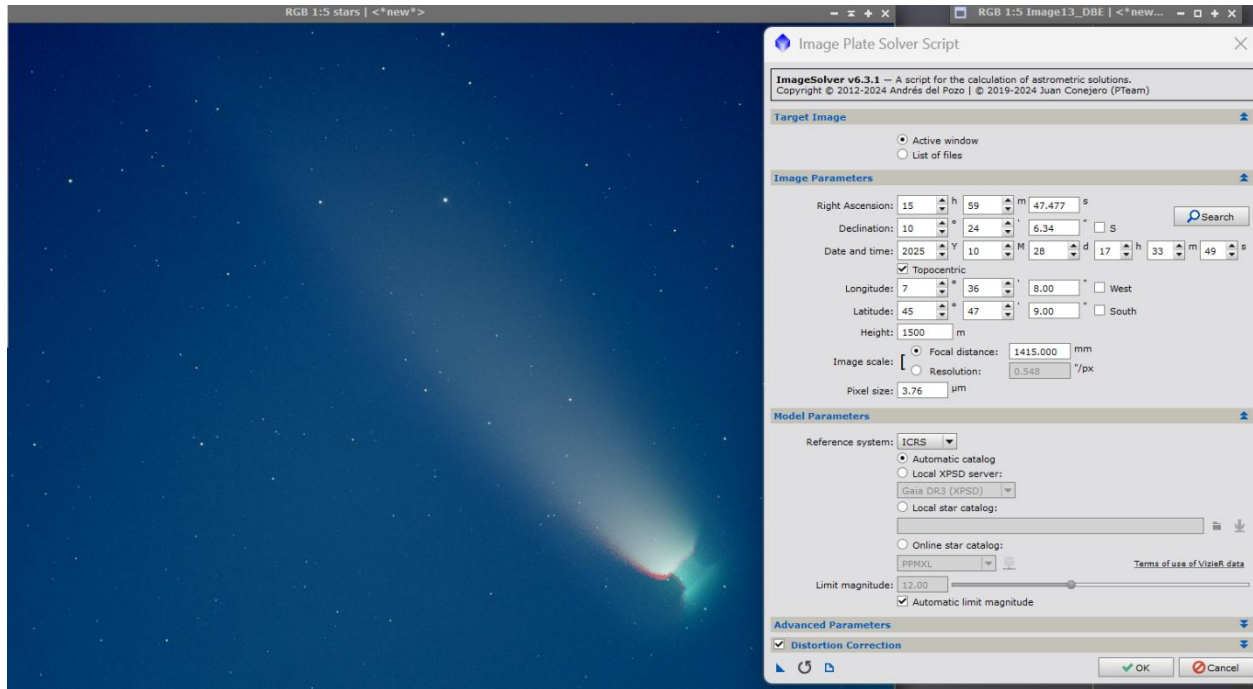 RGB 1:5 stars | <*new*>
RGB 1:5 Image13_DBE | <*new...
Image Plate Solver Script
ImageSolver v6.3.1 — A script for the calculation of astrometric solutions.
Copyright © 2012-2024 Andrés del Pozo | © 2019-2024 Juan Conejero (PTeam)
Target Image
Active window
List of files
Image Parameters
Right Ascension: 15 h 59 m 47.477 s
Search
Declination: 10 ° 24 ' 6.34 " S
Date and time: 2025 Y 10 M 28 d 17 h 33 m 49 s
Topocentric
Longitude: 7 ° 36 ' 8.00 " West
Latitude: 45 ° 47 ' 9.00 " South
Height: 1500 m
Image scale: [ Focal distance: 1415.000 mm
Resolution: 0.548 "/px
Pixel size: 3.76 µm
Model Parameters
Reference system: ICRS
Automatic catalog
Local XPSD server:
Gaia DR3 (XPSD)
Local star catalog:
Online star catalog:
PPMXL
Terms of use of VizieR data
Limit magnitude: 12.00
Automatic limit magnitude
Advanced Parameters
Distortion Correction
OK
Cancel